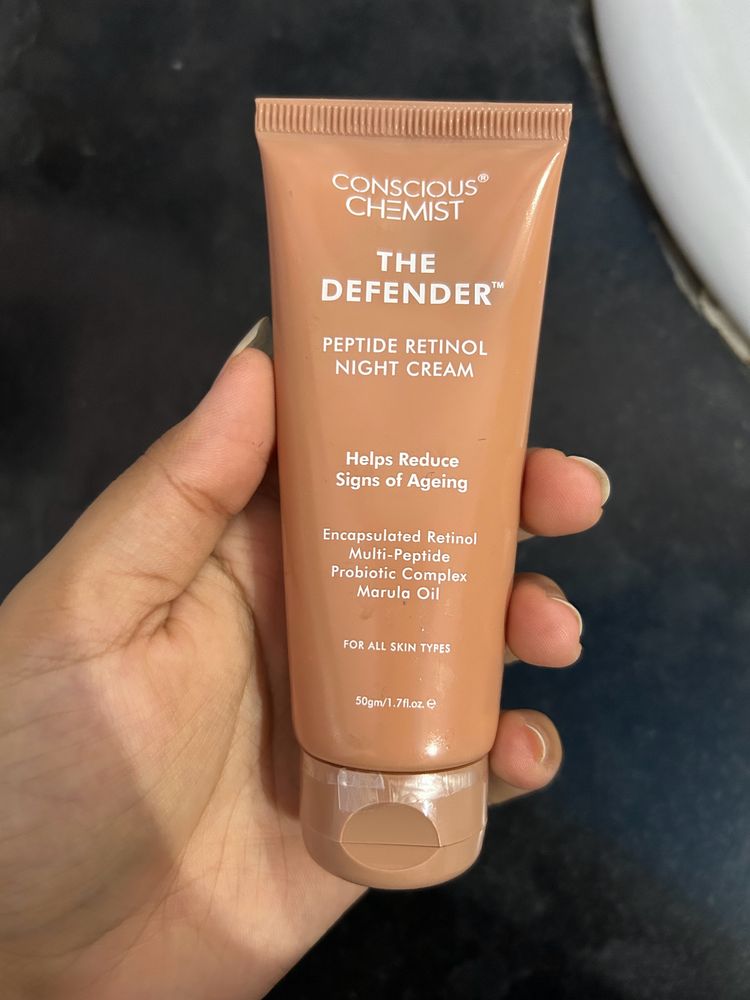 CONSCIOUS®
CHEMIST
THE
DEFENDER™
PEPTIDE RETINOL
NIGHT CREAM
Helps Reduce
Signs of Ageing
Encapsulated Retinol
Multi-Peptide
Probiotic Complex
Marula Oil
FOR ALL SKIN TYPES
50gm/1.7fl.oz. ℮